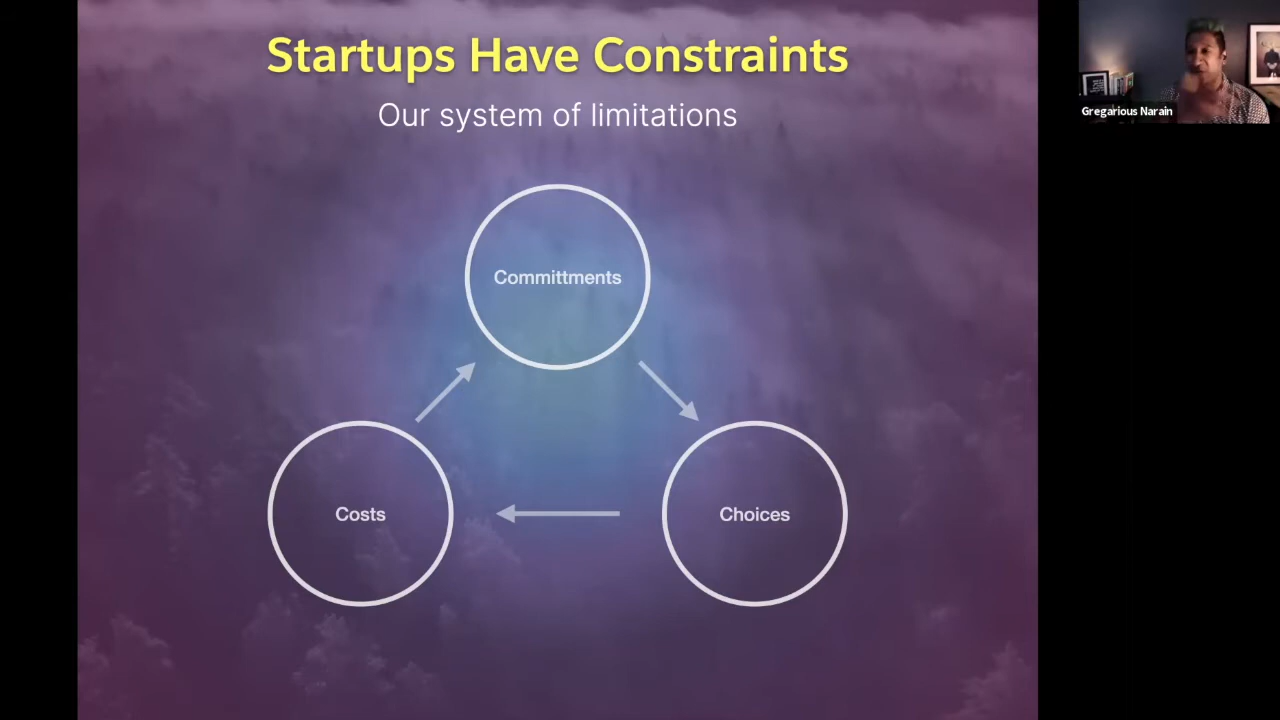 Startups Have Constraints
Our system of limitations
Committments
Costs
Choices
Gregarious Narain